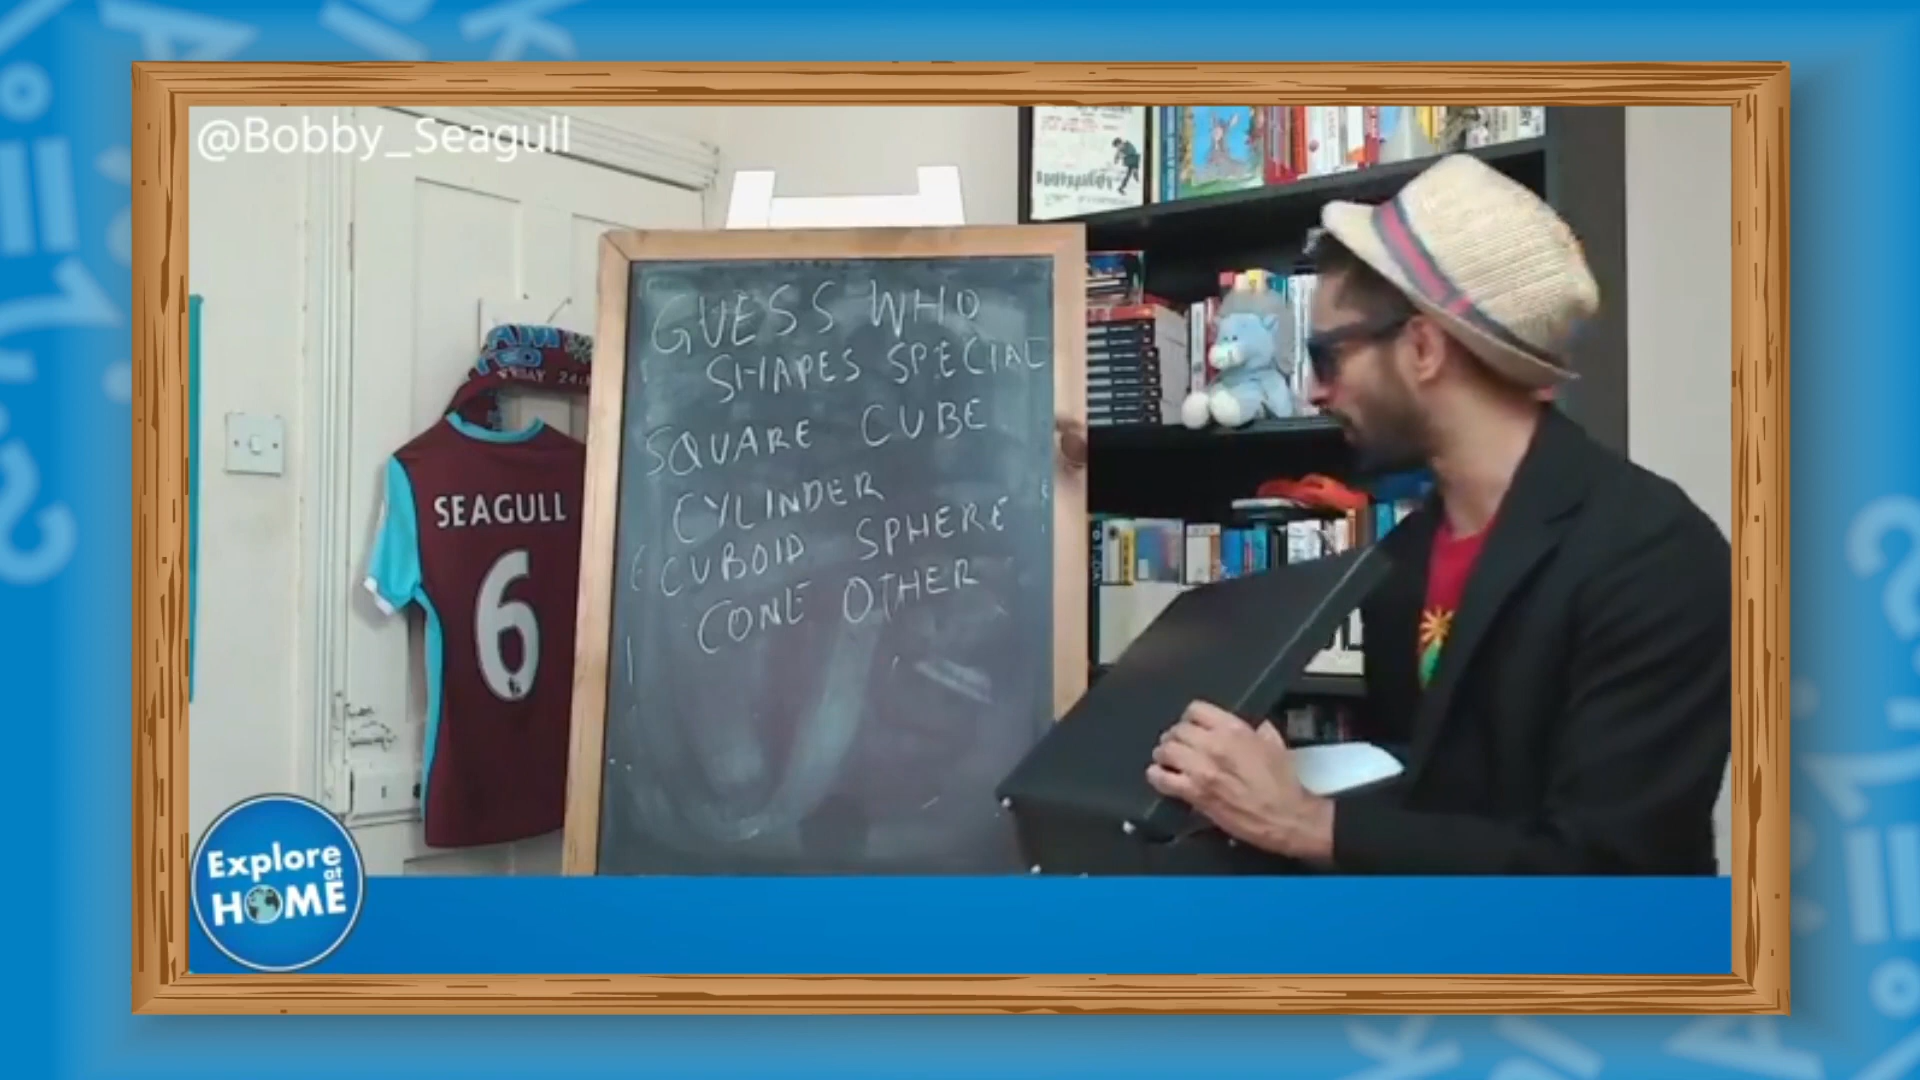 @Bobby_Seagull
GUESS WHO
SHAPES SPECIAL
SQUARE CUBE
CYLINDER
CUBOID SPHERE
CONE OTHER
SEAGULL
6
Explore
at
HOME